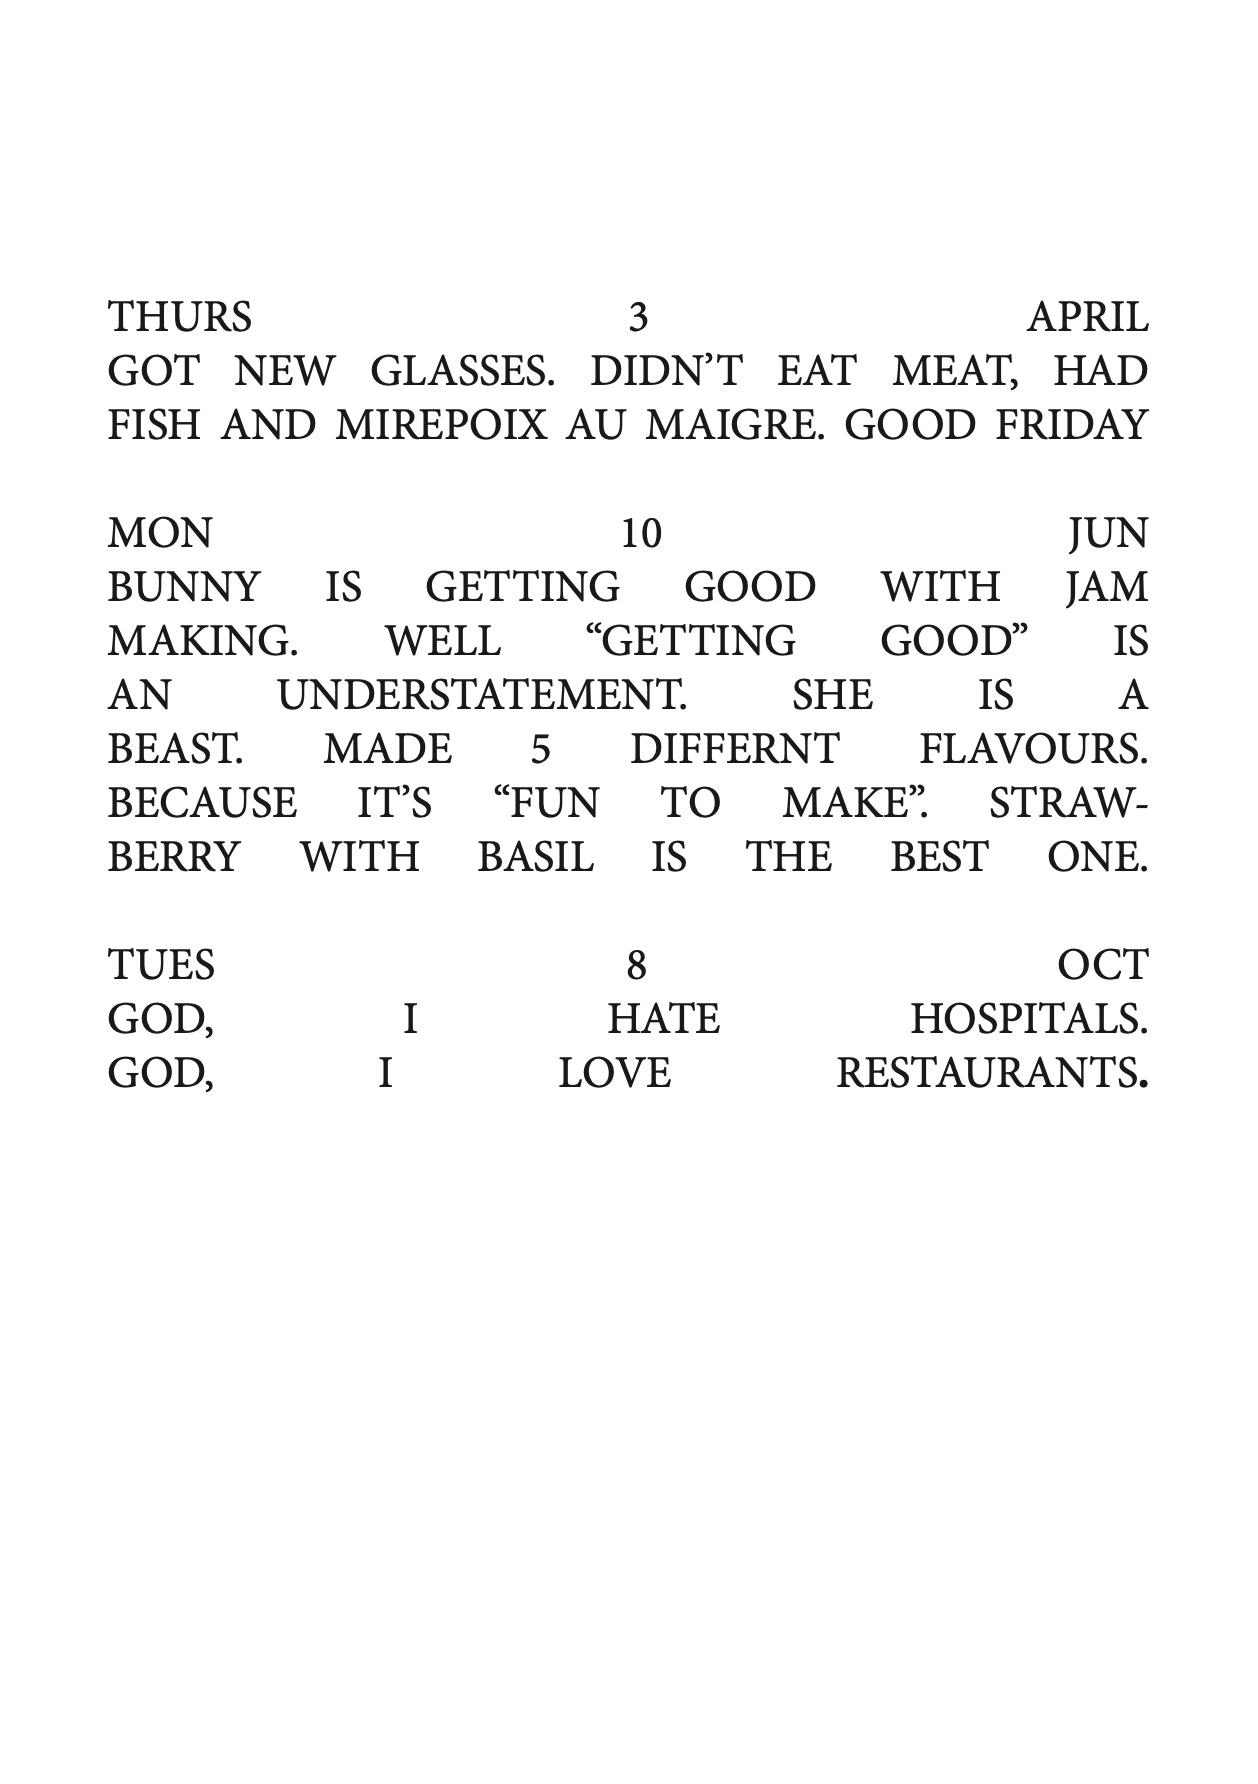 THURS 3 APRIL
GOT NEW GLASSES. DIDN’T EAT MEAT, HAD
FISH AND MIREPOIX AU MAIGRE. GOOD FRIDAY
MON 10 JUN
BUNNY IS GETTING GOOD WITH JAM
MAKING. WELL “GETTING GOOD” IS
AN UNDERSTATEMENT. SHE IS A
BEAST. MADE 5 DIFFERNT FLAVOURS.
BECAUSE IT’S “FUN TO MAKE”. STRAW-
BERRY WITH BASIL IS THE BEST ONE.
TUES 8 OCT
GOD, I HATE HOSPITALS.
GOD, I LOVE RESTAURANTS.